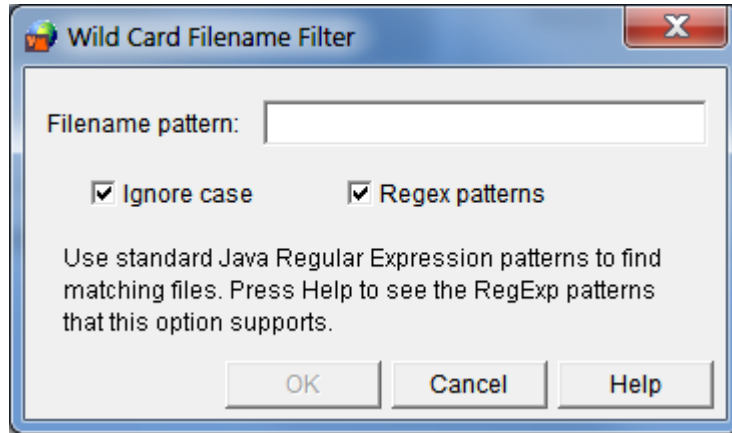 Wild Card Filename Filter
Filename pattern:
Ignore case Regex patterns
Use standard Java Regular Expression patterns to find
matching files. Press Help to see the RegExp patterns
that this option supports.
OK Cancel Help